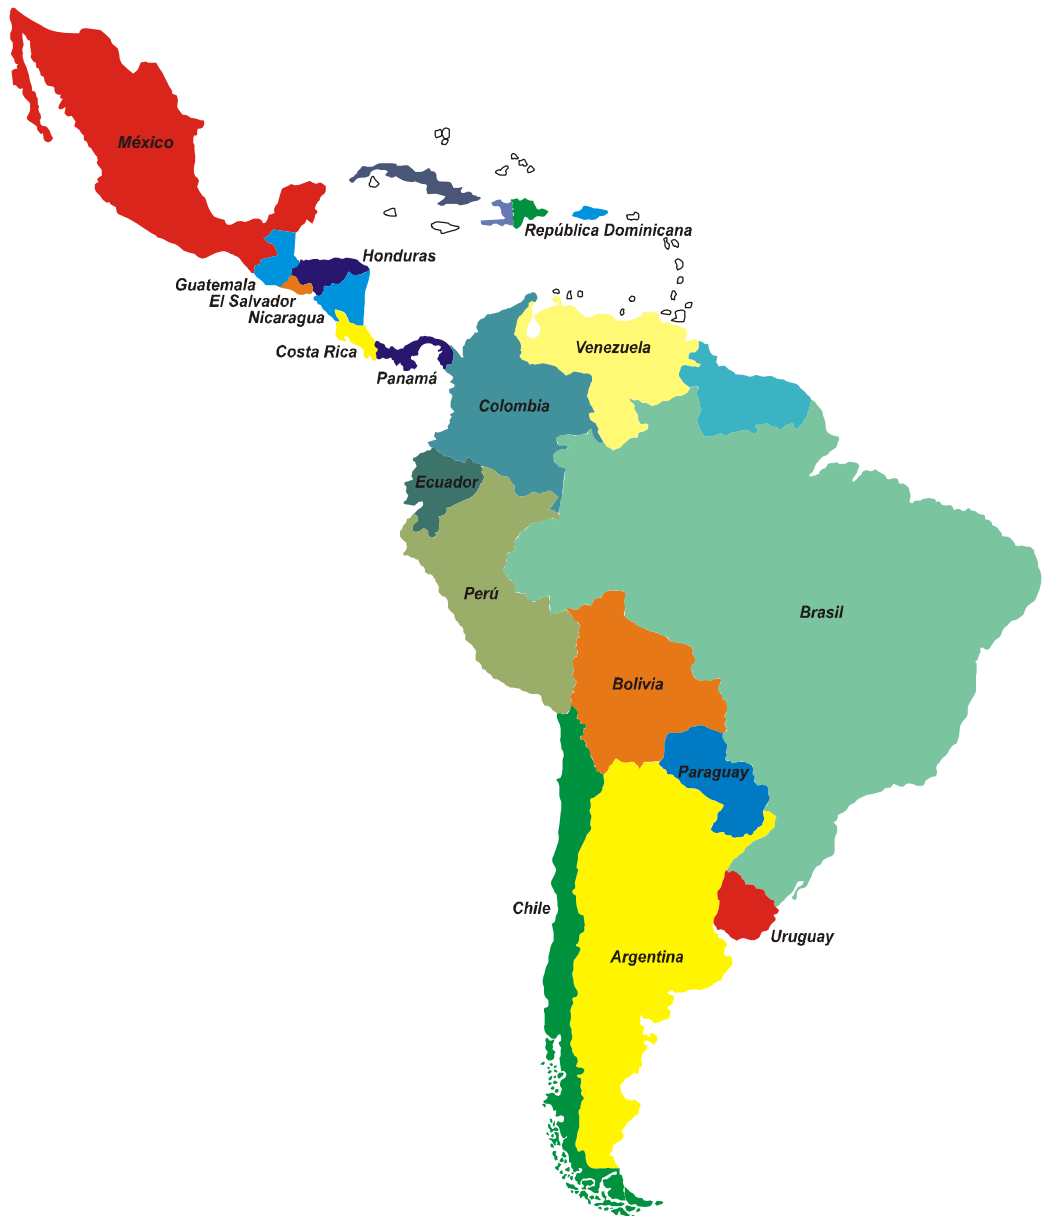 México
República Dominicana
Honduras
Guatemala
El Salvador
Nicaragua
Costa Rica
Panamá
Venezuela
Colombia
Ecuador
Perú
Brasil
Bolivia
Paraguay
Chile
Uruguay
Argentina